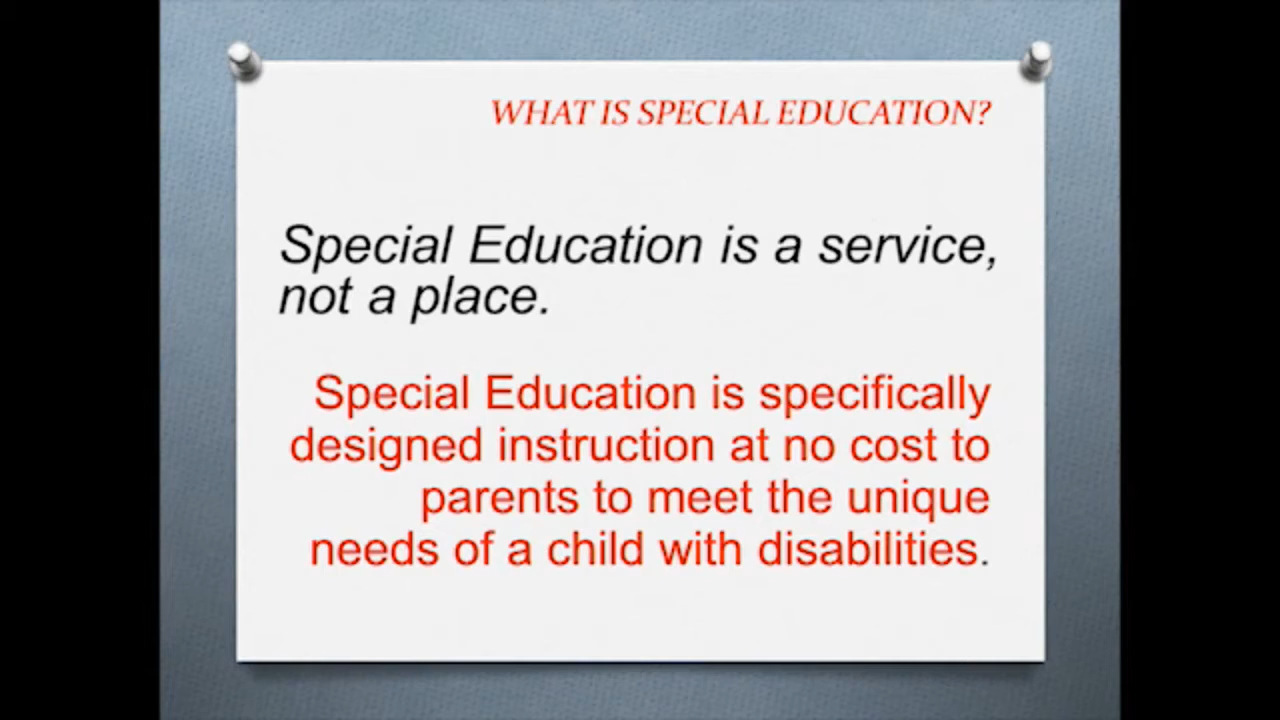 WHAT IS SPECIAL EDUCATION?
Special Education is a service,
not a place.
Special Education is specifically
designed instruction at no cost to
parents to meet the unique
needs of a child with disabilities.